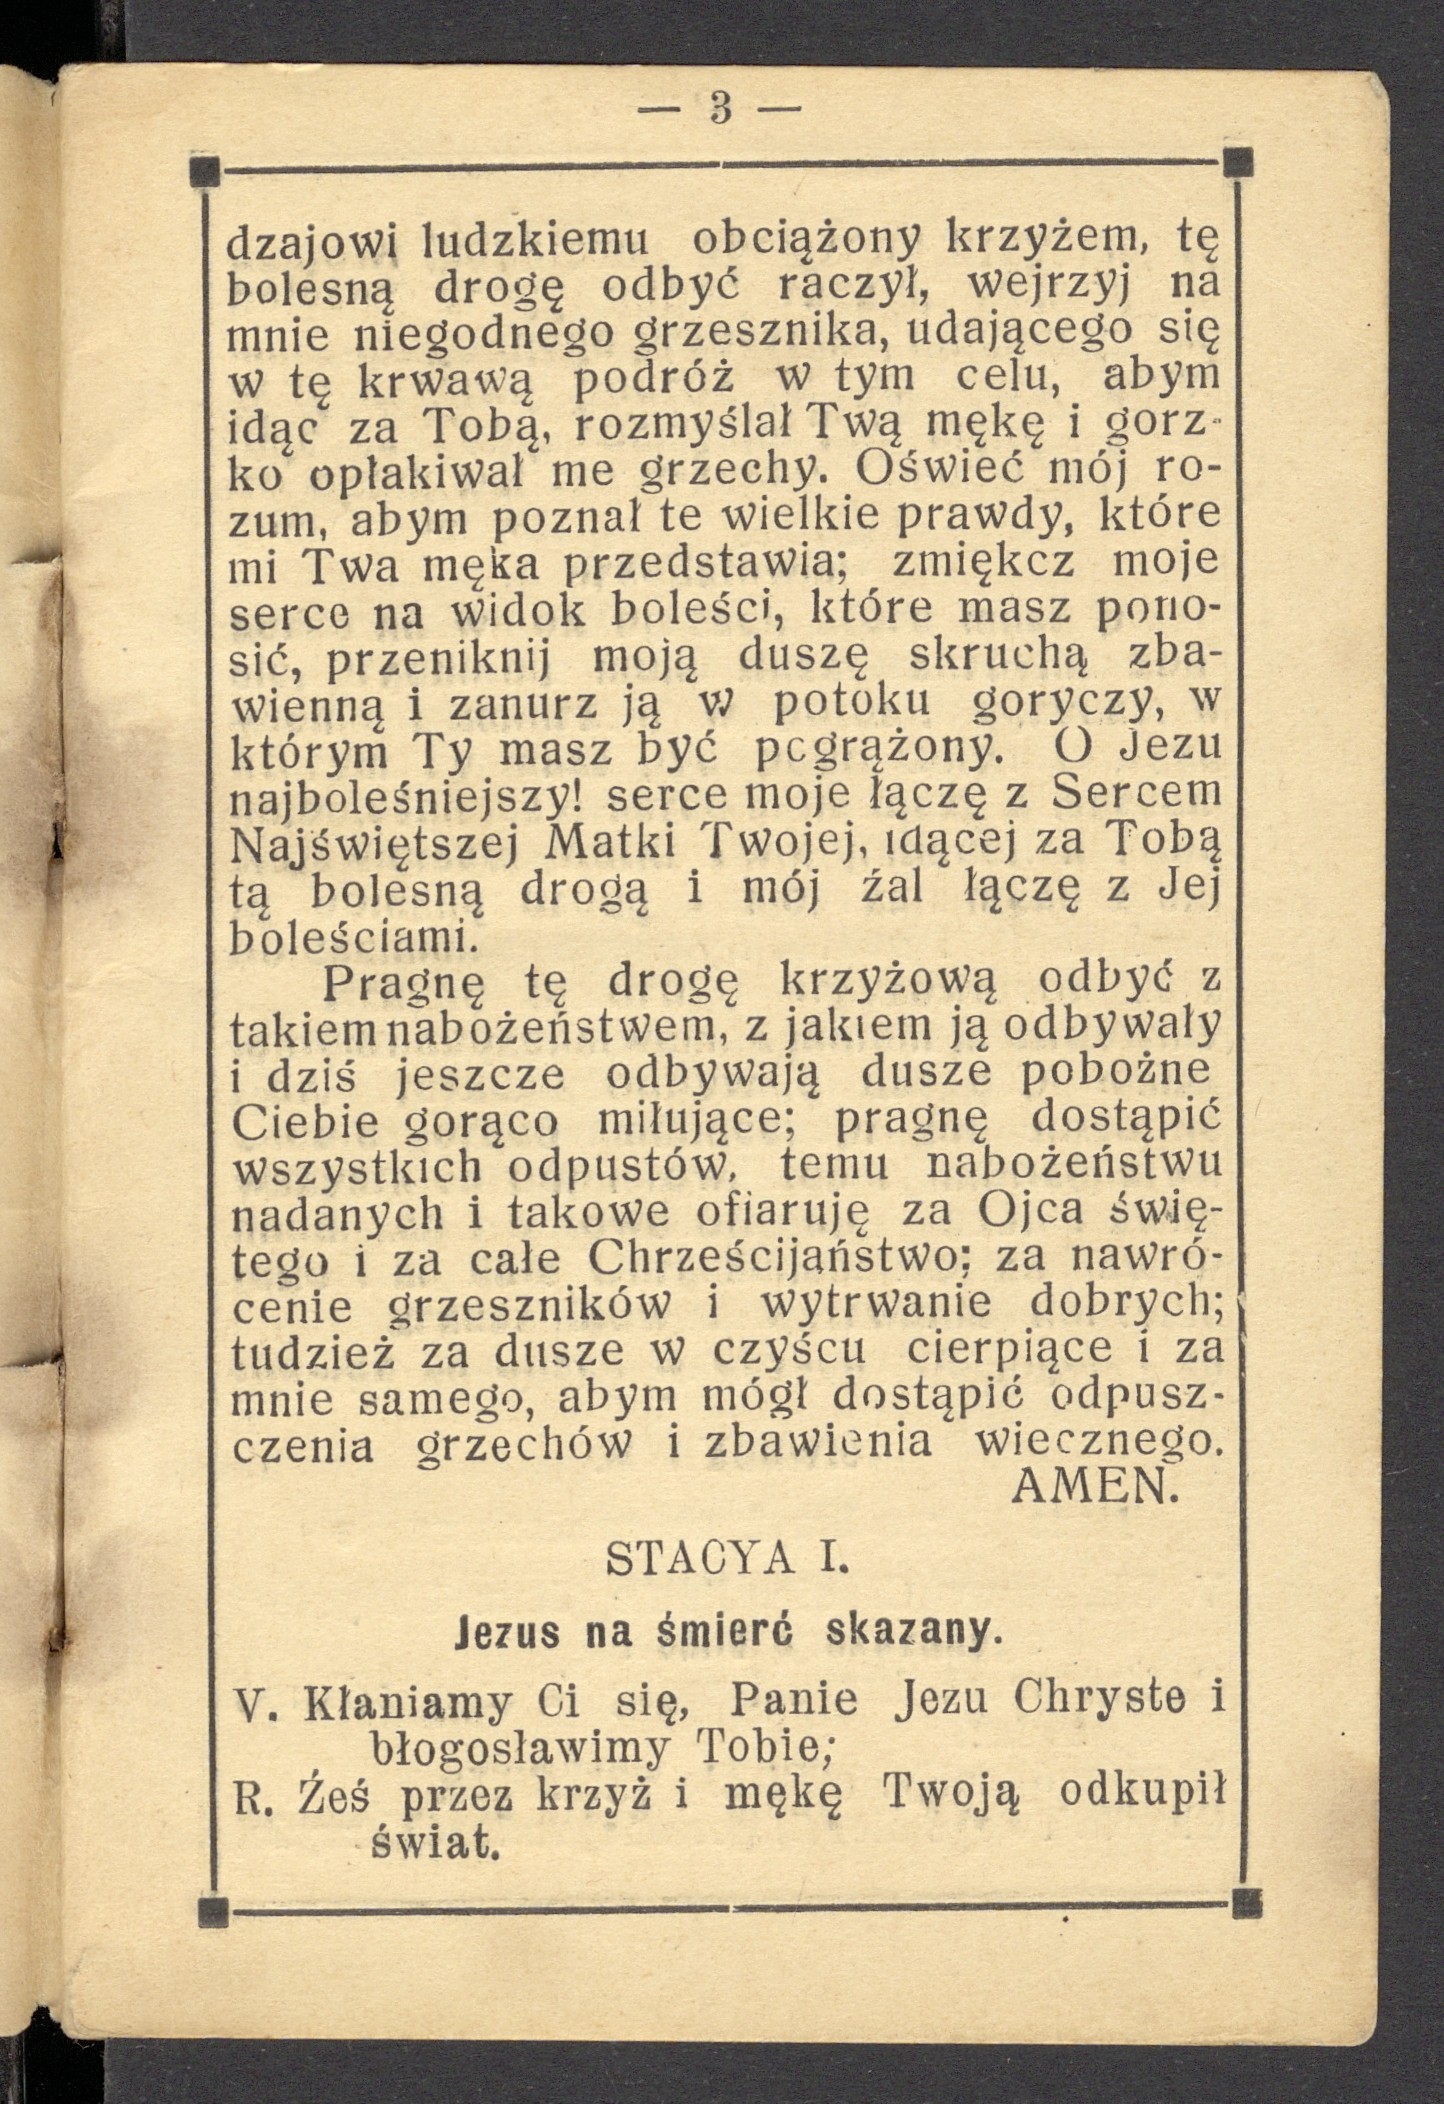 — 3 —
dzajowi ludzkiemu obciążony krzyżem, tę
bolesną drogę odbyć raczył, wejrzyj na
mnie niegodnego grzesznika, udającego się
w tę krwawą podróż w tym celu, abym
idąc za Tobą, rozmyślał Twą mękę i gorz-
ko opłakiwał me grzechy. Oświeć mój ro-
zum, abym poznał te wielkie prawdy, które
mi Twa męka przedstawia; zmiękcz moje
serce na widok boleści, które masz pono-
sić, przeniknij moją duszę skruchą zba-
wienną i zanurz ją w potoku goryczy, w
którym Ty masz być pogrążony. O Jezu
najboleśniejszy! serce moje łączę z Sercem
Najświętszej Matki Twojej, idącej za Tobą
tą bolesną drogą i mój źal łączę z Jej
boleściami.
Pragnę tę drogę krzyżową odbyć z
takiem nabożeństwem, z jakiem ją odbywały
i dziś jeszcze odbywają dusze pobożne
Ciebie gorąco miłujące; pragnę dostąpić
wszystkich odpustów, temu nabożeństwu
nadanych i takowe ofiaruję za Ojca świę-
tego i za całe Chrześcijaństwo; za nawró-
cenie grzeszników i wytrwanie dobrych;
tudzież za dusze w czyścu cierpiące i za
mnie samego, abym mógł dostąpić odpusz-
czenia grzechów i zbawienia wiecznego.
AMEN.
STACYA I.
Jezus na śmierć skazany.
V. Kłaniamy Ci się, Panie Jezu Chryste i
błogosławimy Tobie;
R. Źeś przez krzyż i mękę Twoją odkupił
świat.